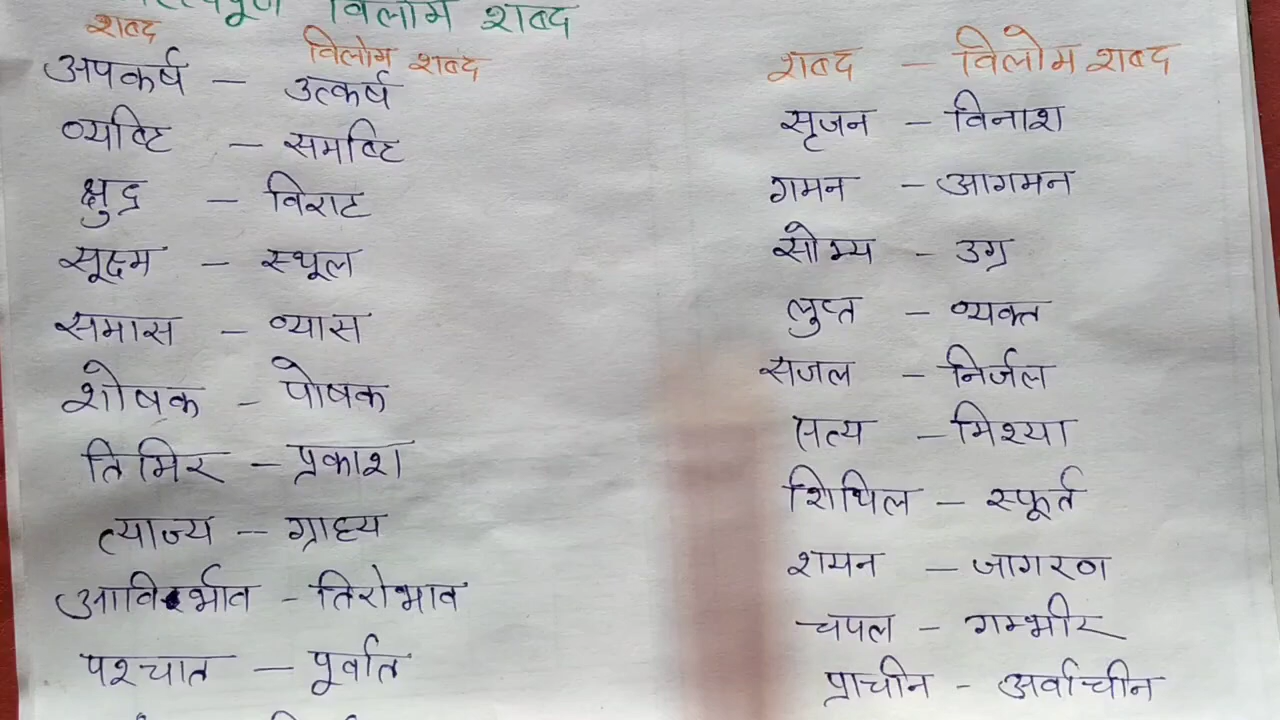 विलोम शब्द
शब्द विलोम शब्द
अपकर्ष – उत्कर्ष
व्यष्टि – समष्टि
क्षुद्र – विराट
सूक्ष्म – स्थूल
समास – व्यास
शोषक – पोषक
तिमिर – प्रकाश
त्याज्य – ग्राह्य
आविर्भाव – तिरोभाव
पश्चात – पूर्वात
शब्द – विलोम शब्द
सृजन – विनाश
गमन – आगमन
सौम्य – उग्र
लुप्त – व्यक्त
सजल – निर्जल
सत्य – मिथ्या
शिथिल – स्फूर्त
शयन – जागरण
चपल – गम्भीर
प्राचीन – अर्वाचीन